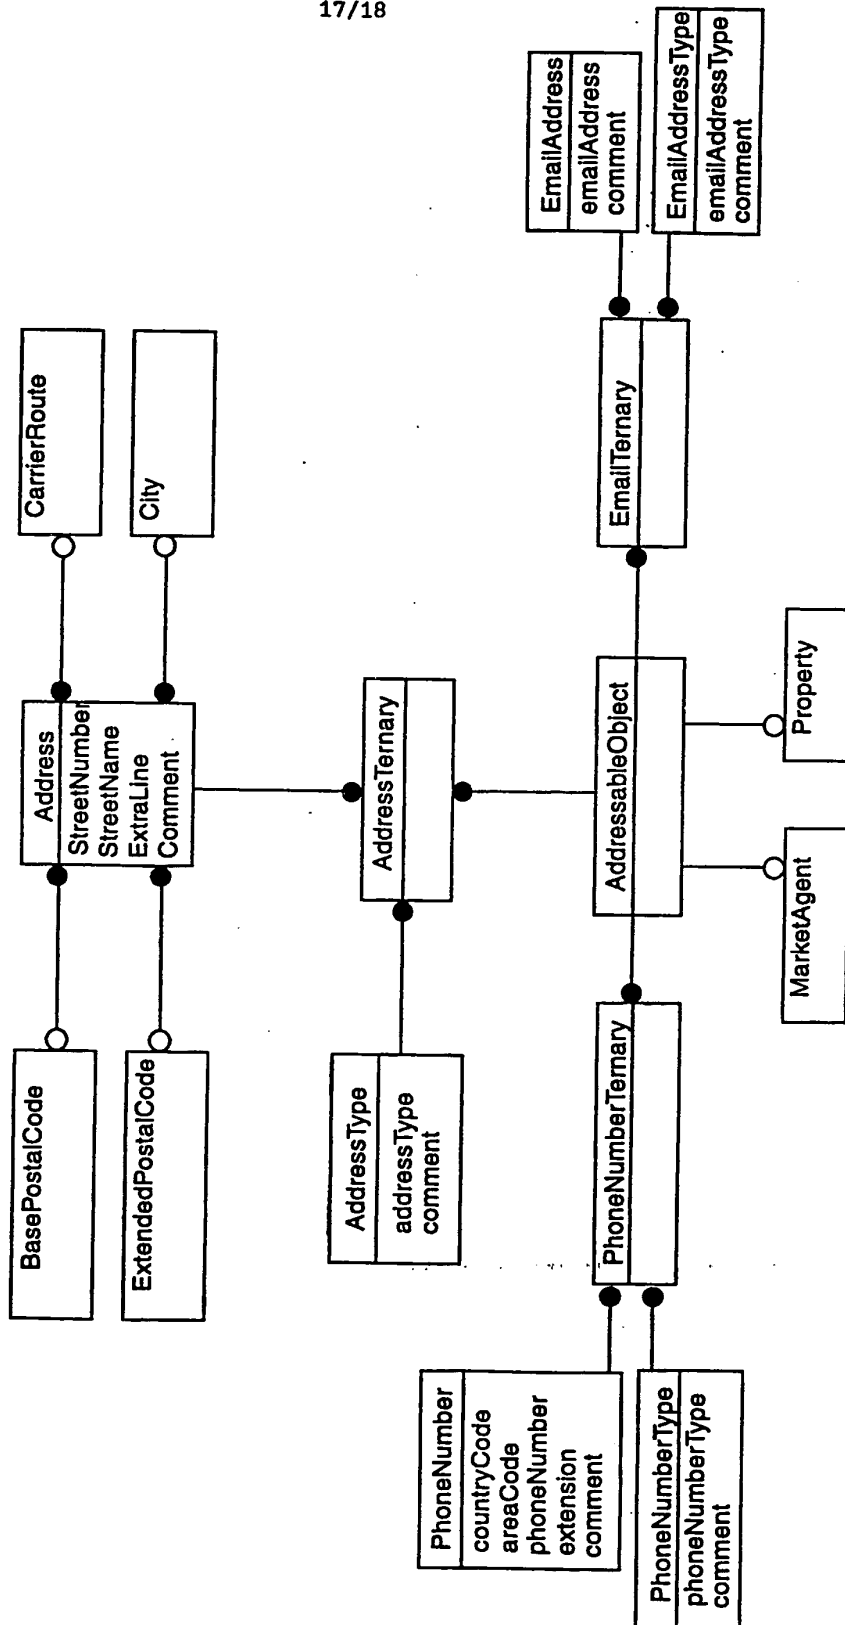 17/18
BasePostalCode
ExtendedPostalCode
Address
StreetNumber
StreetName
ExtraLine
Comment
CarrierRoute
City
AddressType
addressType
comment
AddressTernary
PhoneNumber
countryCode
areaCode
phoneNumber
extension
comment
PhoneNumberType
phoneNumberType
comment
PhoneNumberTernary
AddressableObject
EmailTernary
EmailAddress
emailAddress
comment
EmailAddressType
emailAddressType
comment
MarketAgent
Property